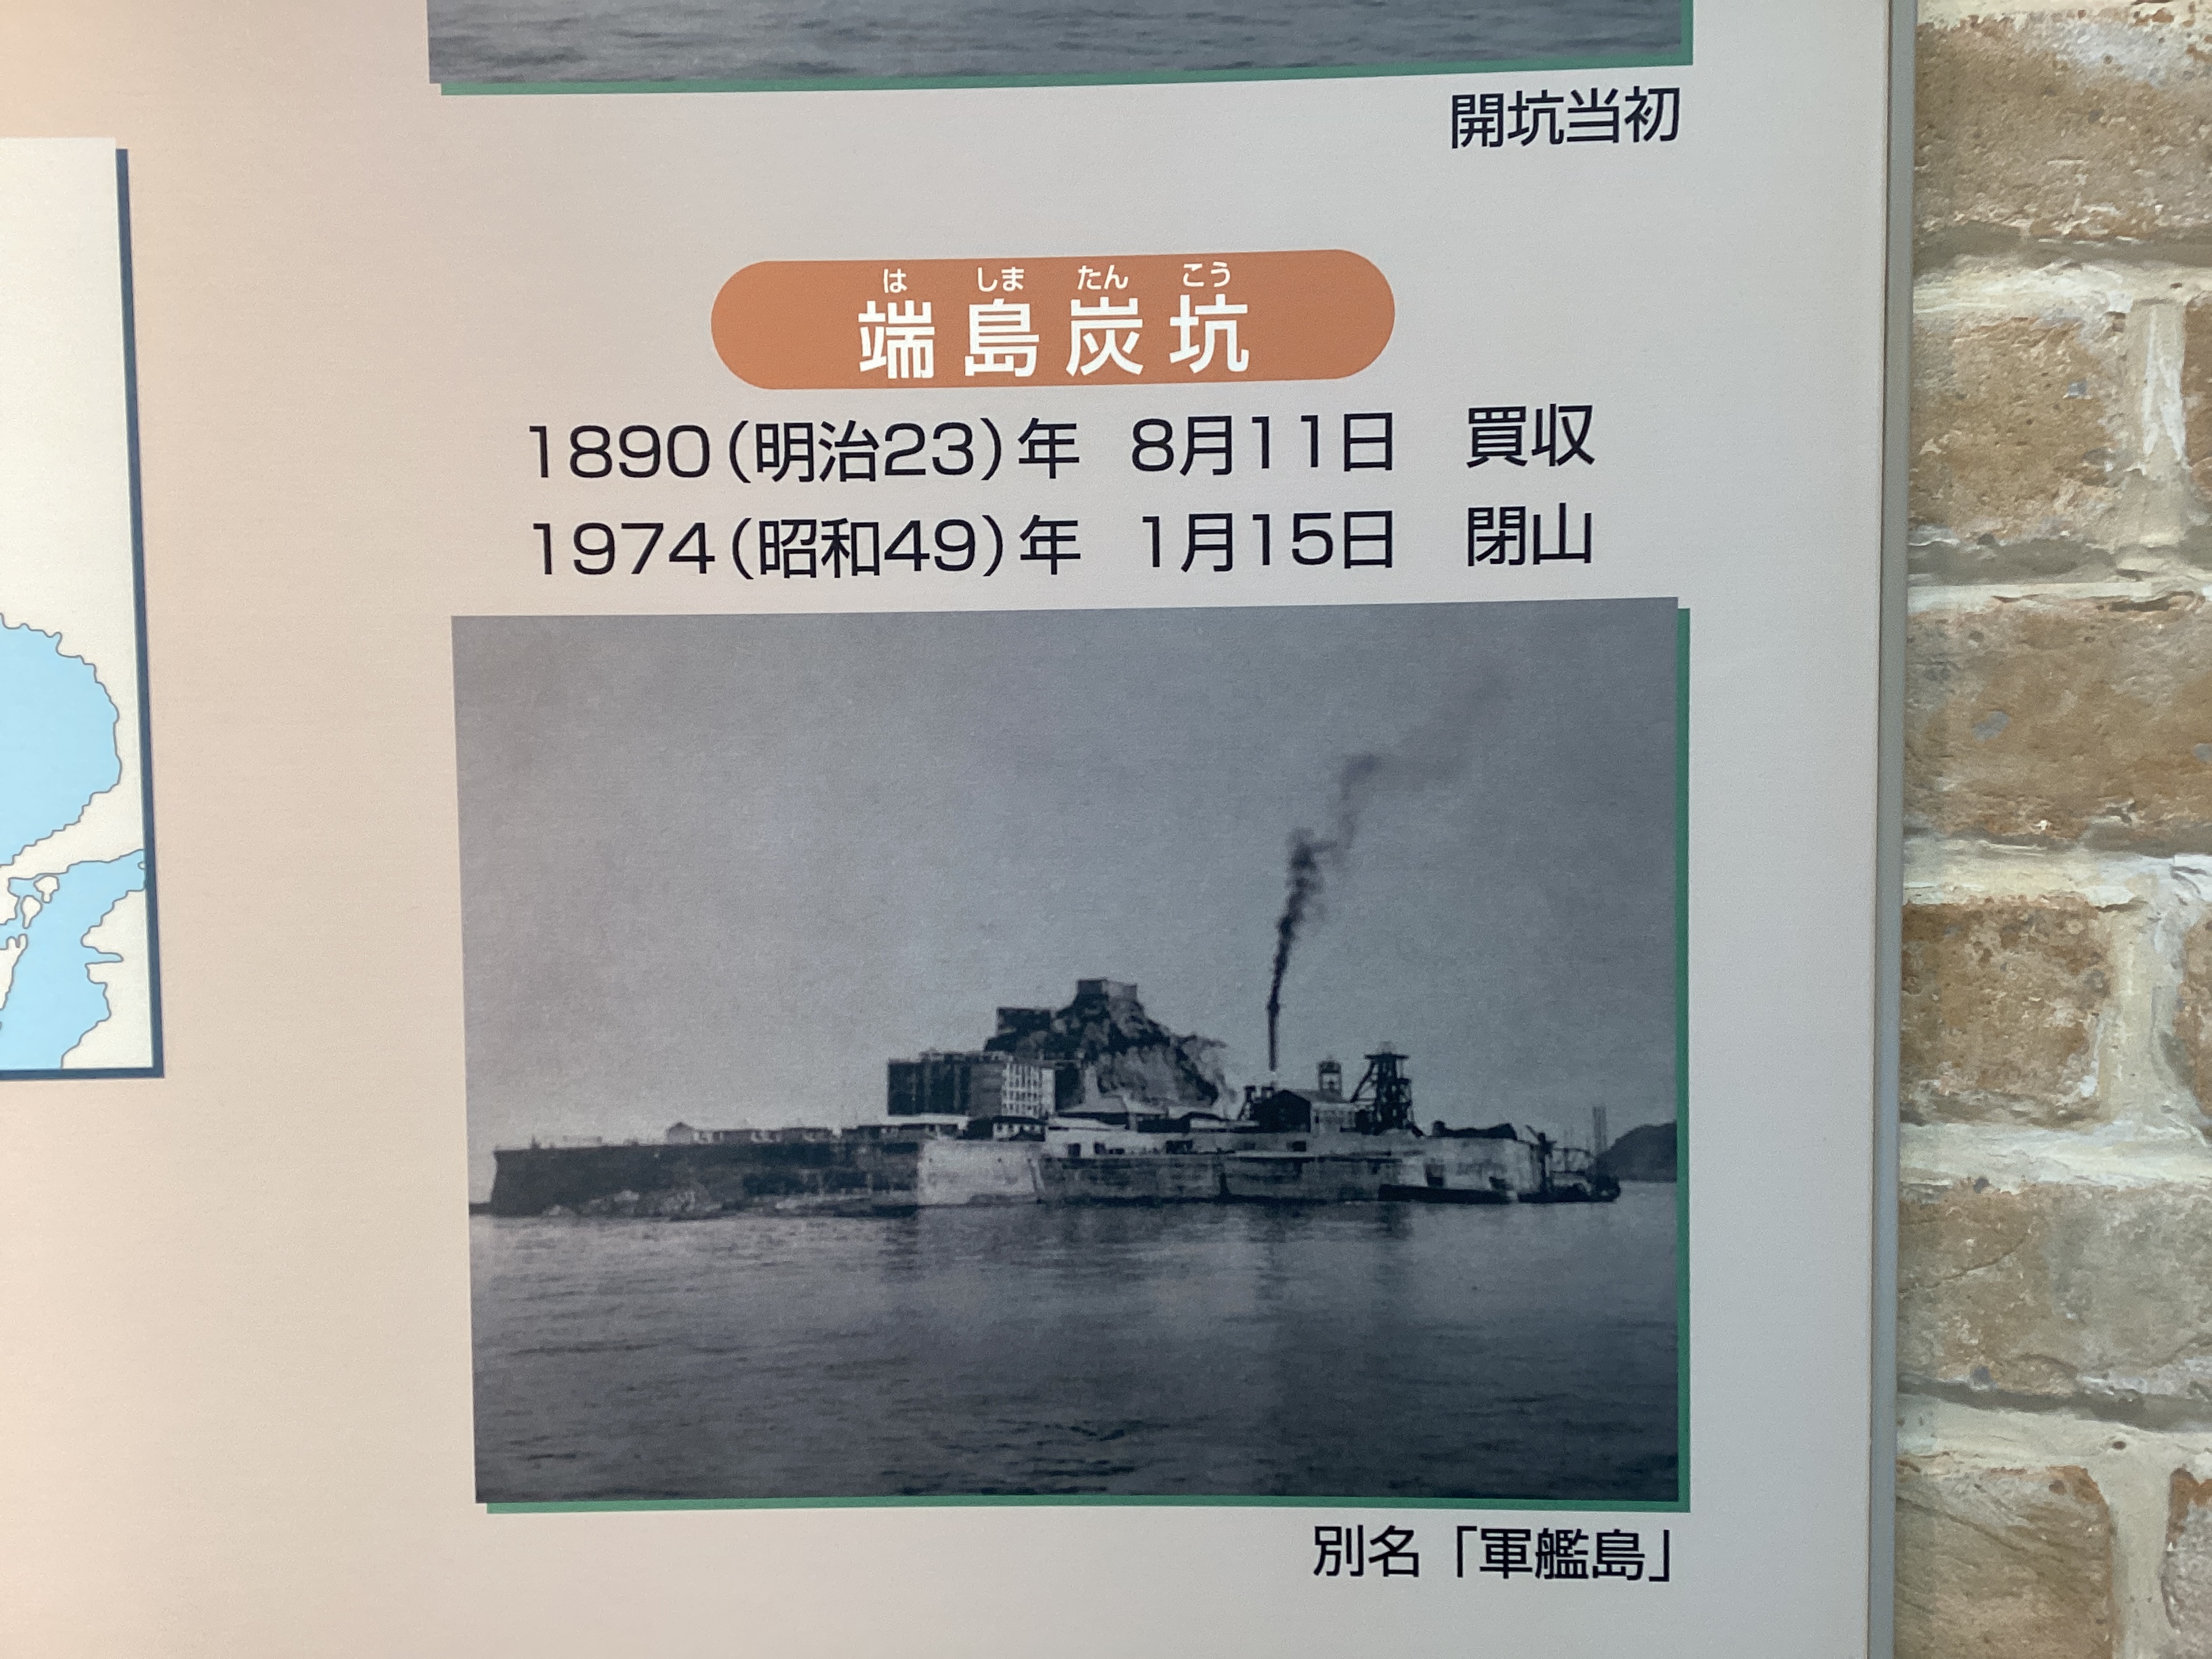 開坑当初
は しま たん こう
端島炭坑
1890(明治23)年 8月11日 買収
1974(昭和49)年 1月15日 閉山
別名「軍艦島」